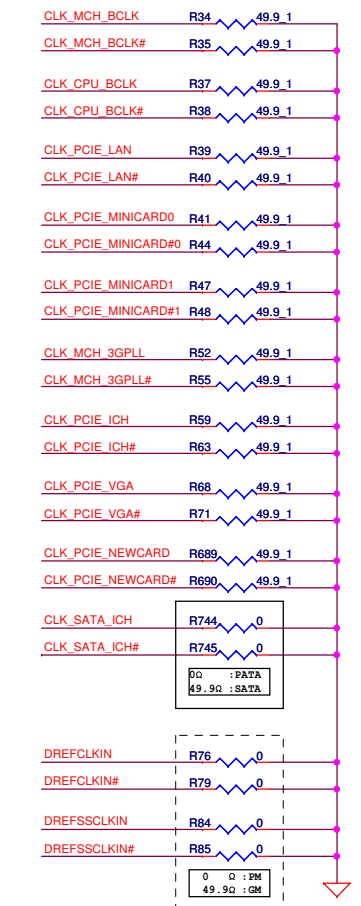 CLK_MCH_BCLK R34 49.9_1
CLK_MCH_BCLK# R35 49.9_1
CLK_CPU_BCLK R37 49.9_1
CLK_CPU_BCLK# R38 49.9_1
CLK_PCIE_LAN R39 49.9_1
CLK_PCIE_LAN# R40 49.9_1
CLK_PCIE_MINICARD0 R41 49.9_1
CLK_PCIE_MINICARD#0 R44 49.9_1
CLK_PCIE_MINICARD1 R47 49.9_1
CLK_PCIE_MINICARD#1 R48 49.9_1
CLK_MCH_3GPLL R52 49.9_1
CLK_MCH_3GPLL# R55 49.9_1
CLK_PCIE_ICH R59 49.9_1
CLK_PCIE_ICH# R63 49.9_1
CLK_PCIE_VGA R68 49.9_1
CLK_PCIE_VGA# R71 49.9_1
CLK_PCIE_NEWCARD R689 49.9_1
CLK_PCIE_NEWCARD# R690 49.9_1
CLK_SATA_ICH R744 0
CLK_SATA_ICH# R745 0
0Ω :PATA
49.9Ω :SATA
DREFCLKIN R76 0
DREFCLKIN# R79 0
DREFSSCLKIN R84 0
DREFSSCLKIN# R85 0
0 Ω :PM
49.9Ω :GM